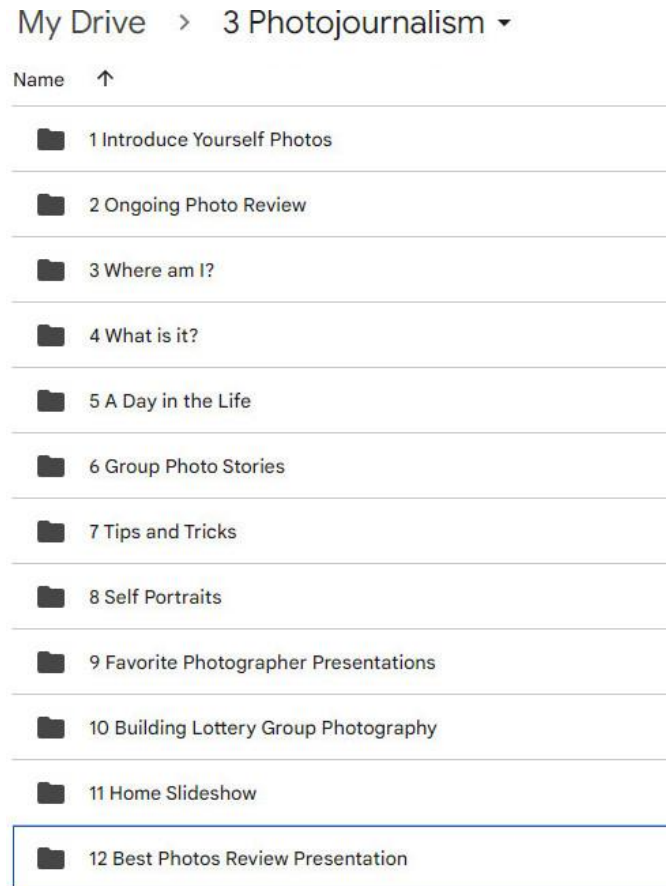 My Drive > 3 Photojournalism
Name
1 Introduce Yourself Photos
2 Ongoing Photo Review
3 Where am I?
4 What is it?
5 A Day in the Life
6 Group Photo Stories
7 Tips and Tricks
8 Self Portraits
9 Favorite Photographer Presentations
10 Building Lottery Group Photography
11 Home Slideshow
12 Best Photos Review Presentation